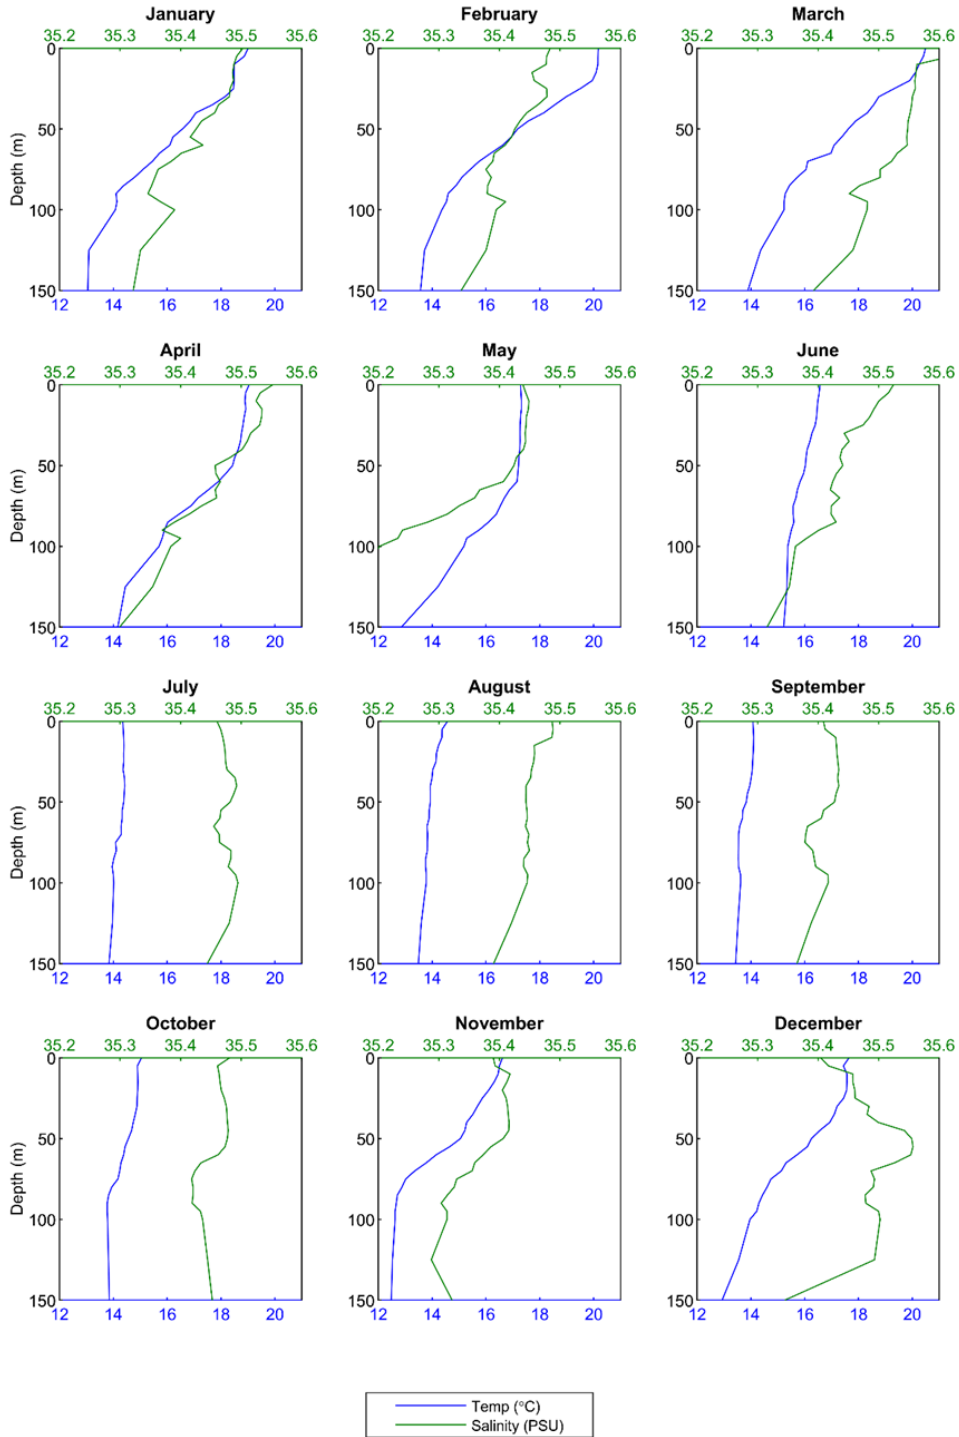 January February March
35.2 35.3 35.4 35.5 35.6 35.2 35.3 35.4 35.5 35.6 35.2 35.3 35.4 35.5 35.6
0 0 0
50 50 50
Depth (m)
100 100 100
150 150 150
12 14 16 18 20 12 14 16 18 20 12 14 16 18 20
April May June
35.2 35.3 35.4 35.5 35.6 35.2 35.3 35.4 35.5 35.6 35.2 35.3 35.4 35.5 35.6
0 0 0
50 50 50
Depth (m)
100 100 100
150 150 150
12 14 16 18 20 12 14 16 18 20 12 14 16 18 20
July August September
35.2 35.3 35.4 35.5 35.6 35.2 35.3 35.4 35.5 35.6 35.2 35.3 35.4 35.5 35.6
0 0 0
50 50 50
Depth (m)
100 100 100
150 150 150
12 14 16 18 20 12 14 16 18 20 12 14 16 18 20
October November December
35.2 35.3 35.4 35.5 35.6 35.2 35.3 35.4 35.5 35.6 35.2 35.3 35.4 35.5 35.6
0 0 0
50 50 50
Depth (m)
100 100 100
150 150 150
12 14 16 18 20 12 14 16 18 20 12 14 16 18 20
Temp (°C)
Salinity (PSU)